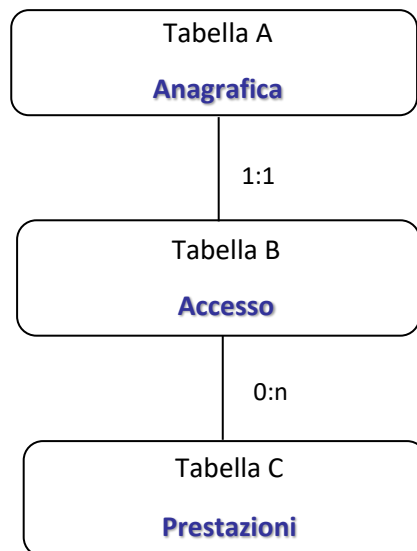 Tabella A
Anagrafica
1:1
Tabella B
Accesso
0:n
Tabella C
Prestazioni